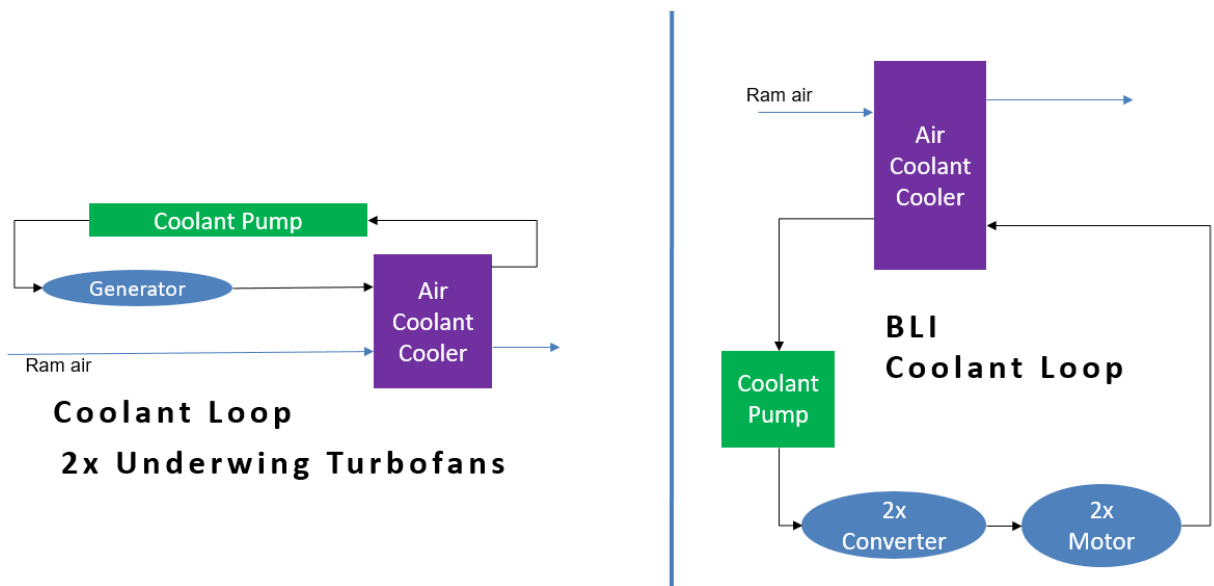 Coolant Pump
Generator
Air
Coolant
Cooler
Ram air
Coolant Loop
2x Underwing Turbofans
Ram air
Air
Coolant
Cooler
BLI
Coolant Loop
Coolant
Pump
2x
Converter
2x
Motor